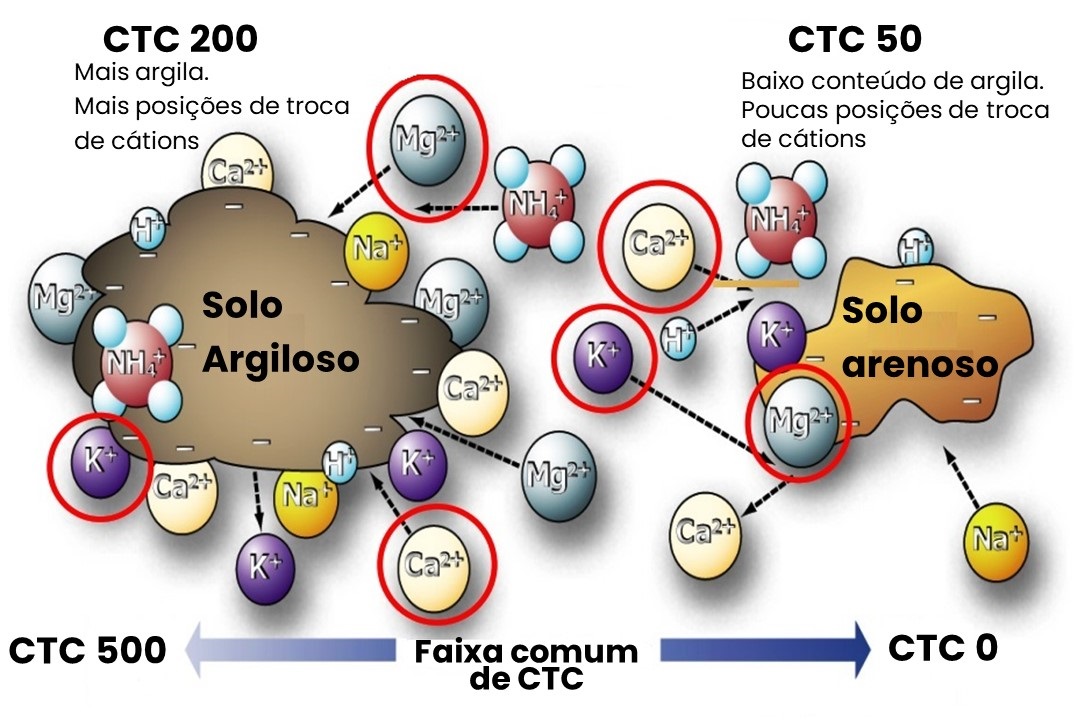 CTC 200
Mais argila.
Mais posições de troca
de cátions
CTC 50
Baixo conteúdo de argila.
Poucas posições de troca
de cátions
Ca²⁺
Mg²⁺
NH₄⁺
H⁺
Na⁺
Ca²⁺
NH₄⁺
H⁺
Mg²⁺
Mg²⁺
Solo
Argiloso
NH₄⁺
Ca²⁺
K⁺
H⁺
K⁺
Solo
arenoso
Mg²⁺
K⁺
Ca²⁺
Na⁺
H⁺
K⁺
Mg²⁺
Ca²⁺
Na⁺
K⁺
Ca²⁺
CTC 500
Faixa comum
de CTC
CTC 0